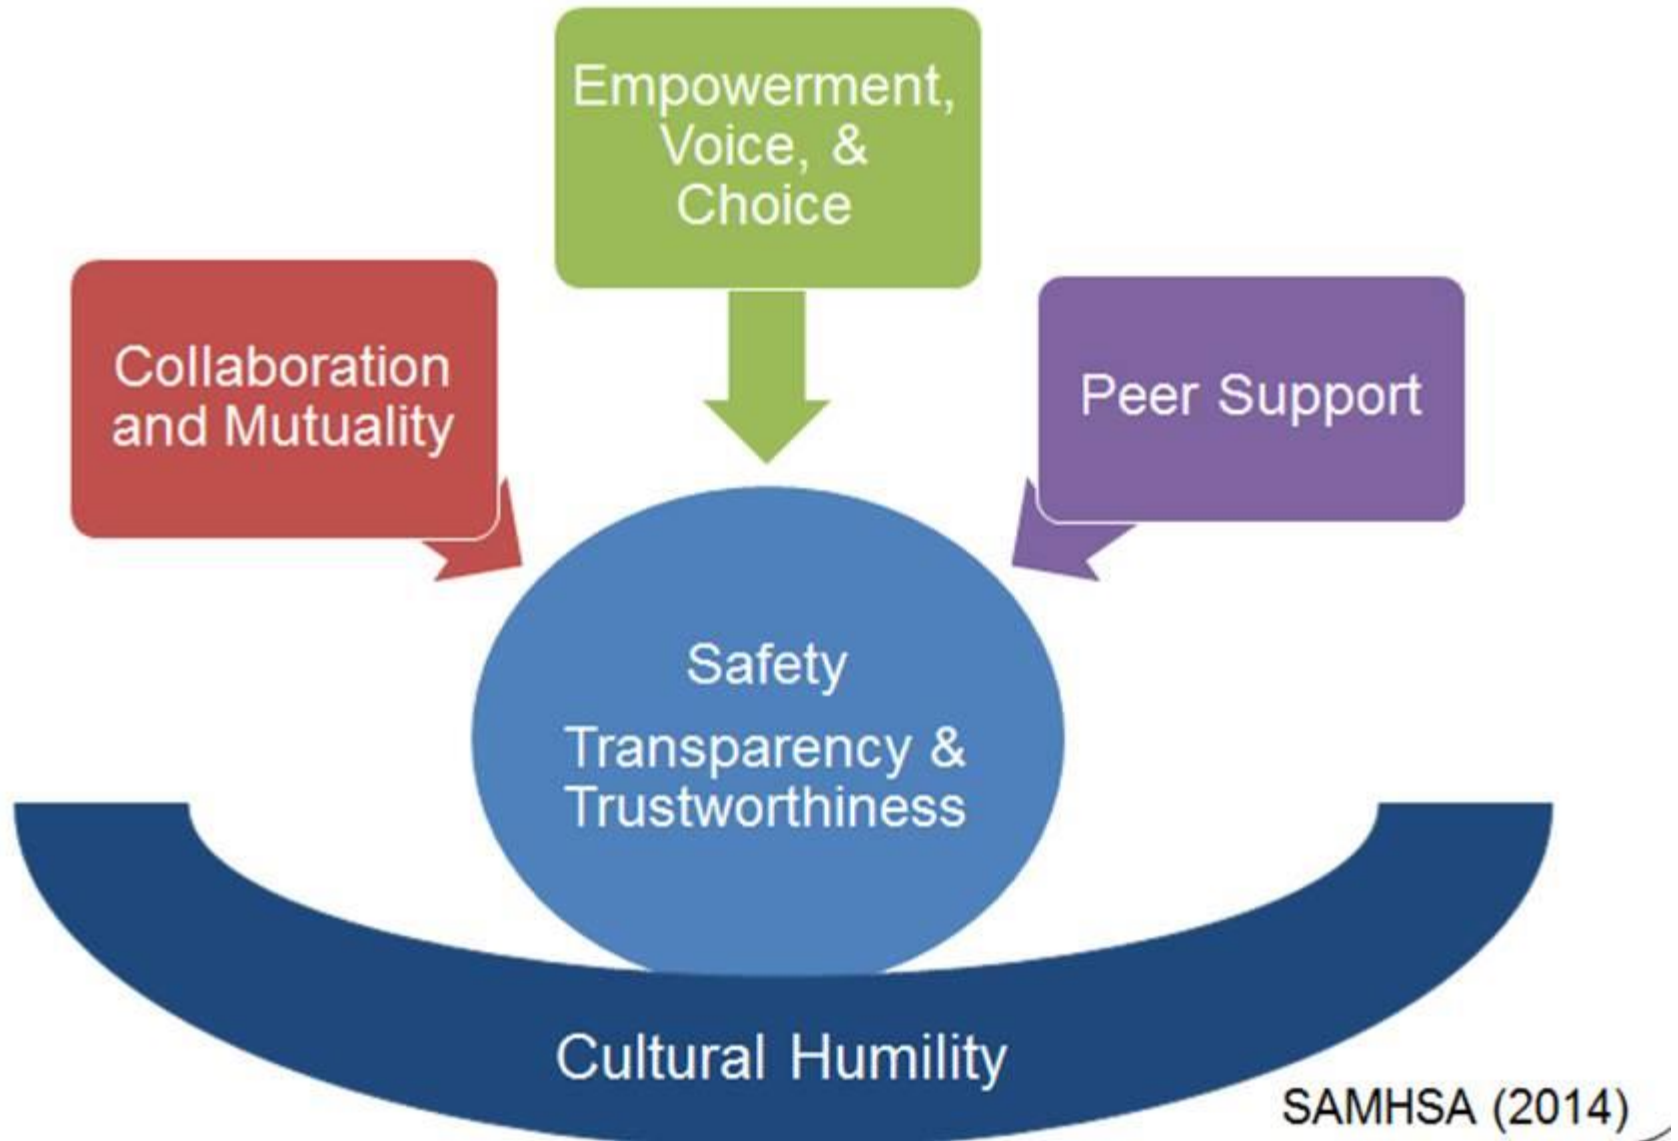 Empowerment,
Voice, &
Choice
Collaboration
and Mutuality
Peer Support
Safety
Transparency &
Trustworthiness
Cultural Humility
SAMHSA (2014)